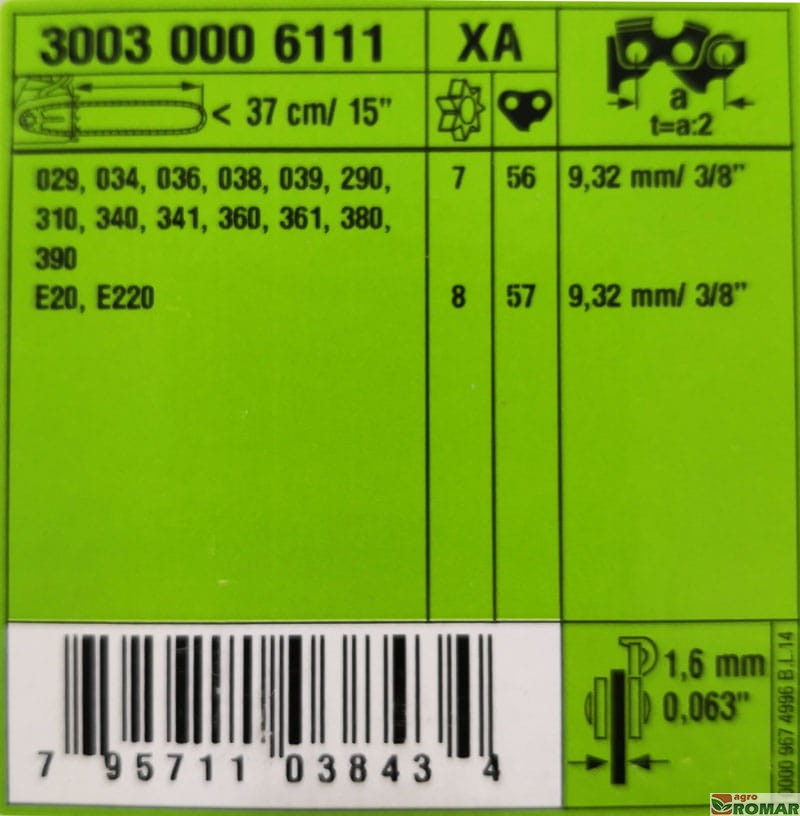 3003 000 6111 XA
< 37 cm/ 15" a
t=a:2
029, 034, 036, 038, 039, 290, 7 56 9,32 mm/ 3/8"
310, 340, 341, 360, 361, 380,
390
E20, E220 8 57 9,32 mm/ 3/8"
1,6 mm
0,063"
7 95711 03843 4
0000 967 4996 B.L.14
agro
ROMAR